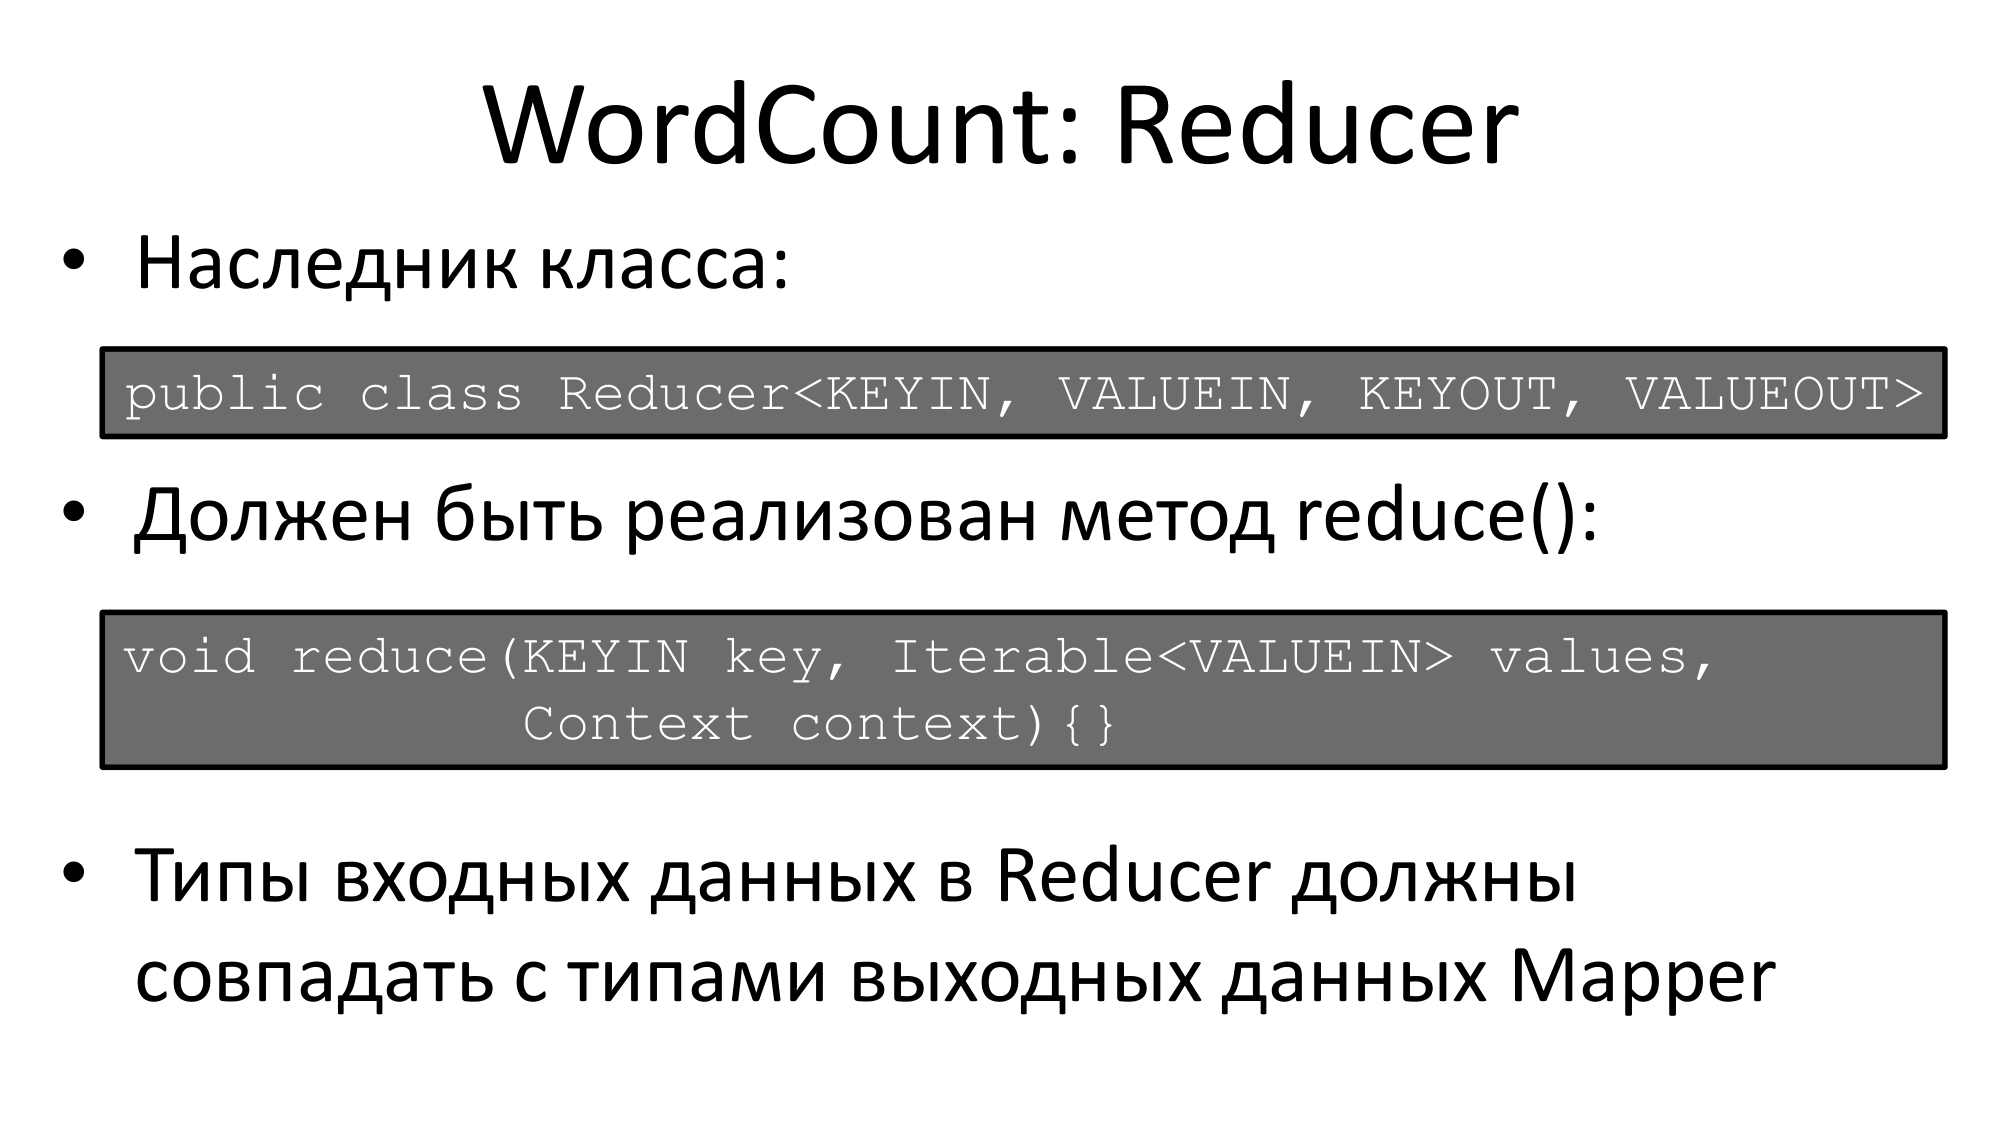 WordCount: Reducer
• Наследник класса:
public class Reducer<KEYIN, VALUEIN, KEYOUT, VALUEOUT>
• Должен быть реализован метод reduce():
void reduce(KEYIN key, Iterable<VALUEIN> values,
Context context){}
• Типы входных данных в Reducer должны
совпадать с типами выходных данных Mapper